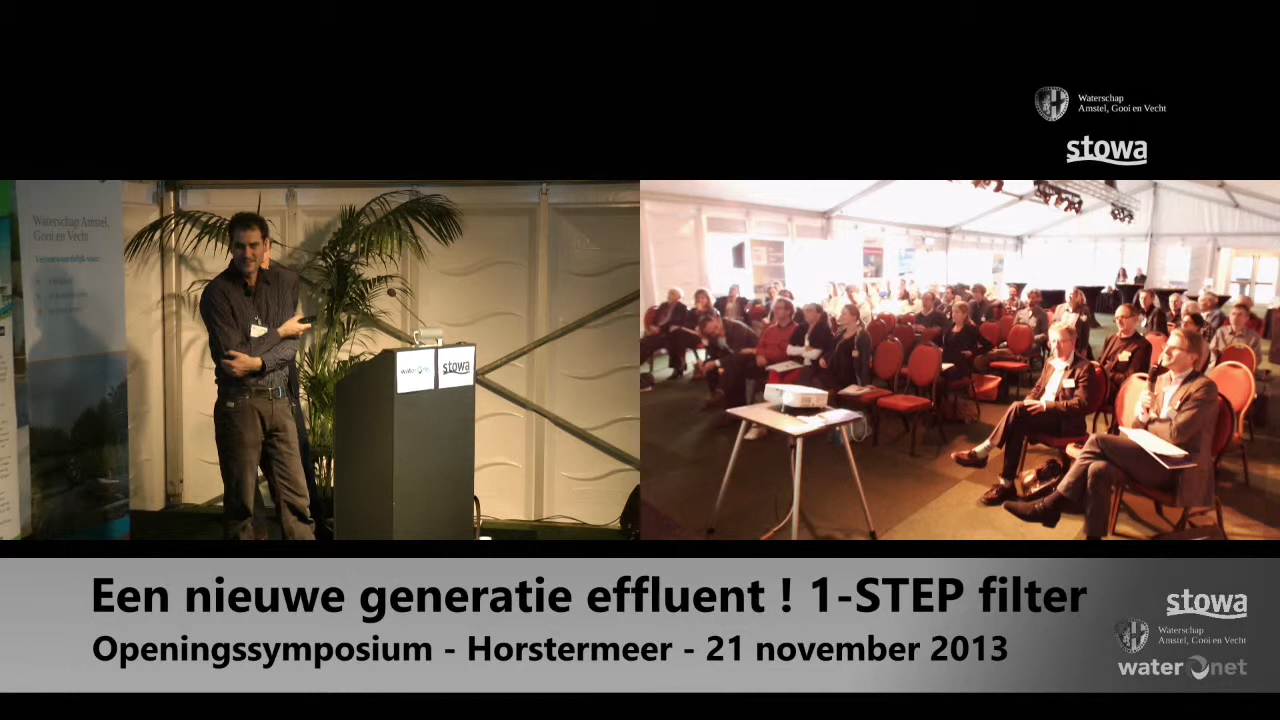 Waterschap
Amstel, Gooi en Vecht
stowa
Waterschap Amstel,
Gooi en Vecht
waternet
stowa
Een nieuwe generatie effluent ! 1-STEP filter
Openingssymposium - Horstermeer - 21 november 2013
stowa
Waterschap
Amstel, Gooi en Vecht
waternet